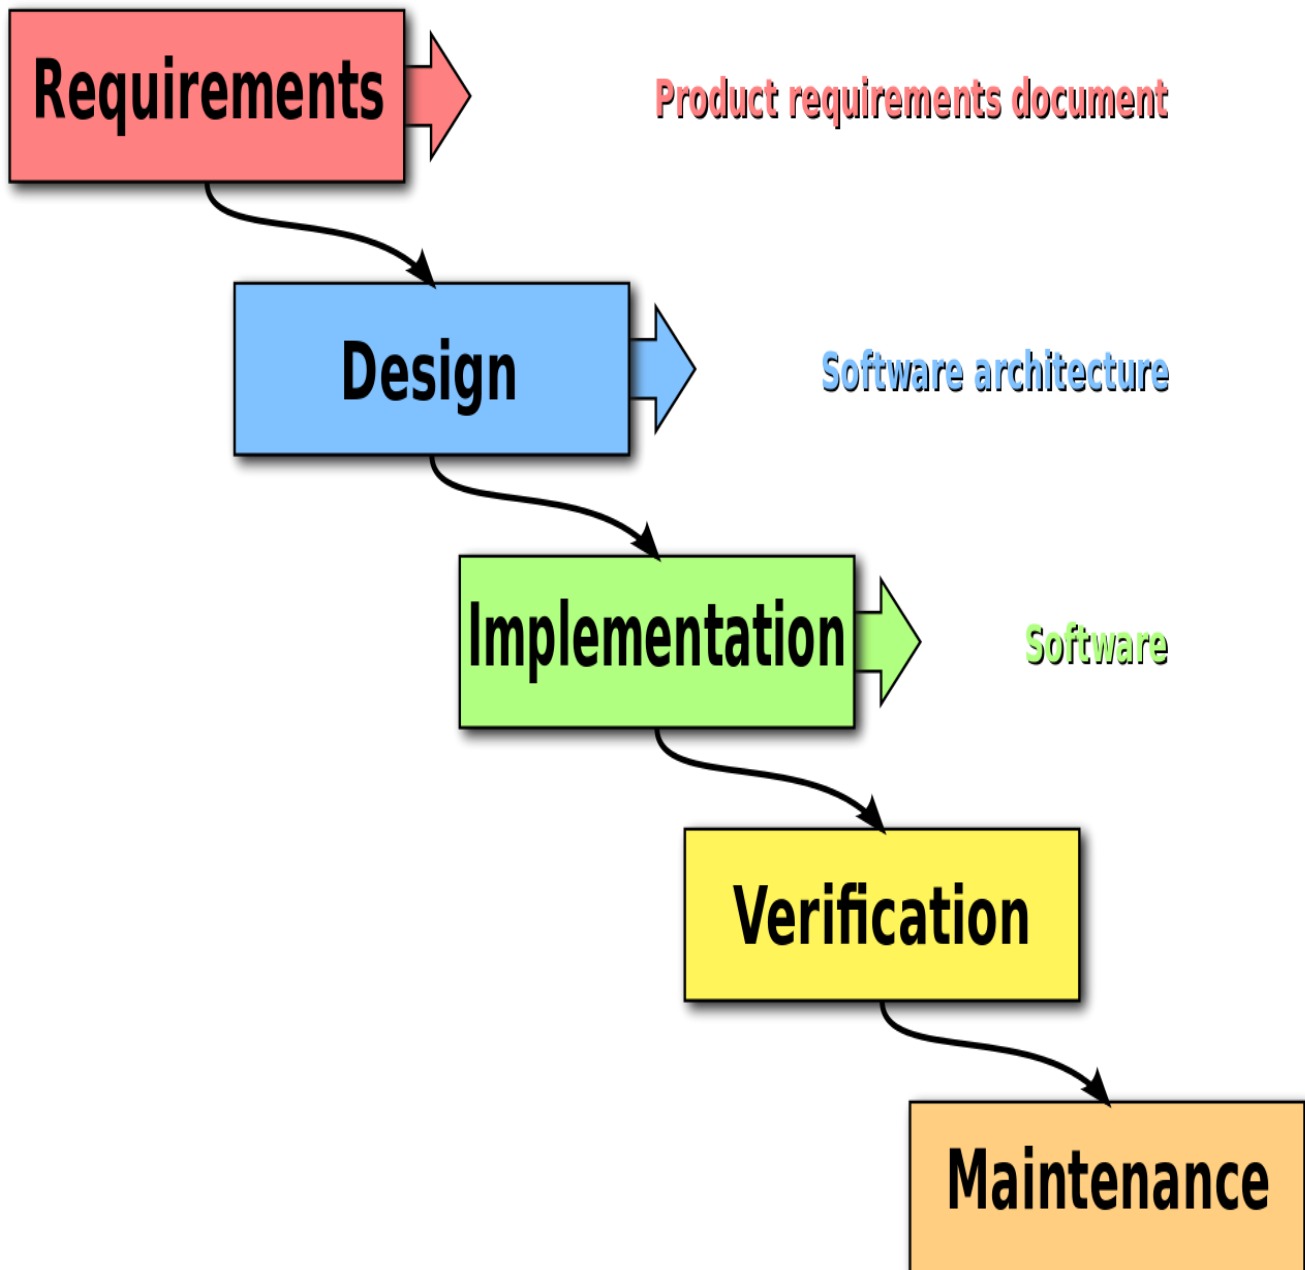 Requirements
Product requirements document
Design
Software architecture
Implementation
Software
Verification
Maintenance